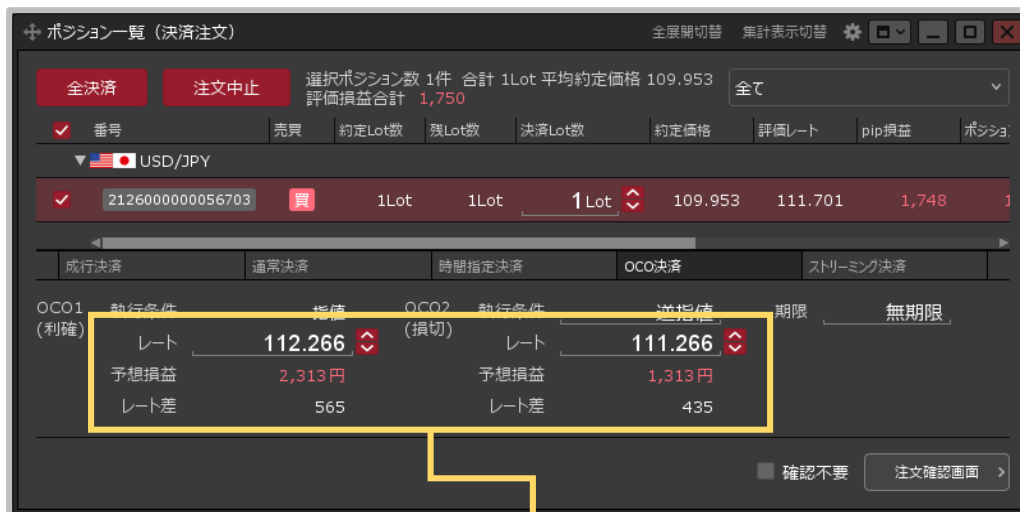 ポジション一覧（決済注文） 全展開切替 集計表示切替
全決済 注文中止 選択ポジション数 1件 合計 1Lot 平均約定価格 109.953 全て
評価損益合計 1,750
番号 売買 約定Lot数 残Lot数 決済Lot数 約定価格 評価レート pip損益 ポジショ
USD/JPY
2126000000056703 買 1Lot 1Lot 1 Lot 109.953 111.701 1,748 1
成行決済 通常決済 時間指定決済 OCO決済 ストリーミング決済
OCO1 執行条件 指値 OCO2 執行条件 逆指値 期限 無期限
(利確) (損切)
レート 112.266 レート 111.266
予想損益 2,313円 予想損益 1,313円
レート差 565 レート差 435
確認不要 注文確認画面